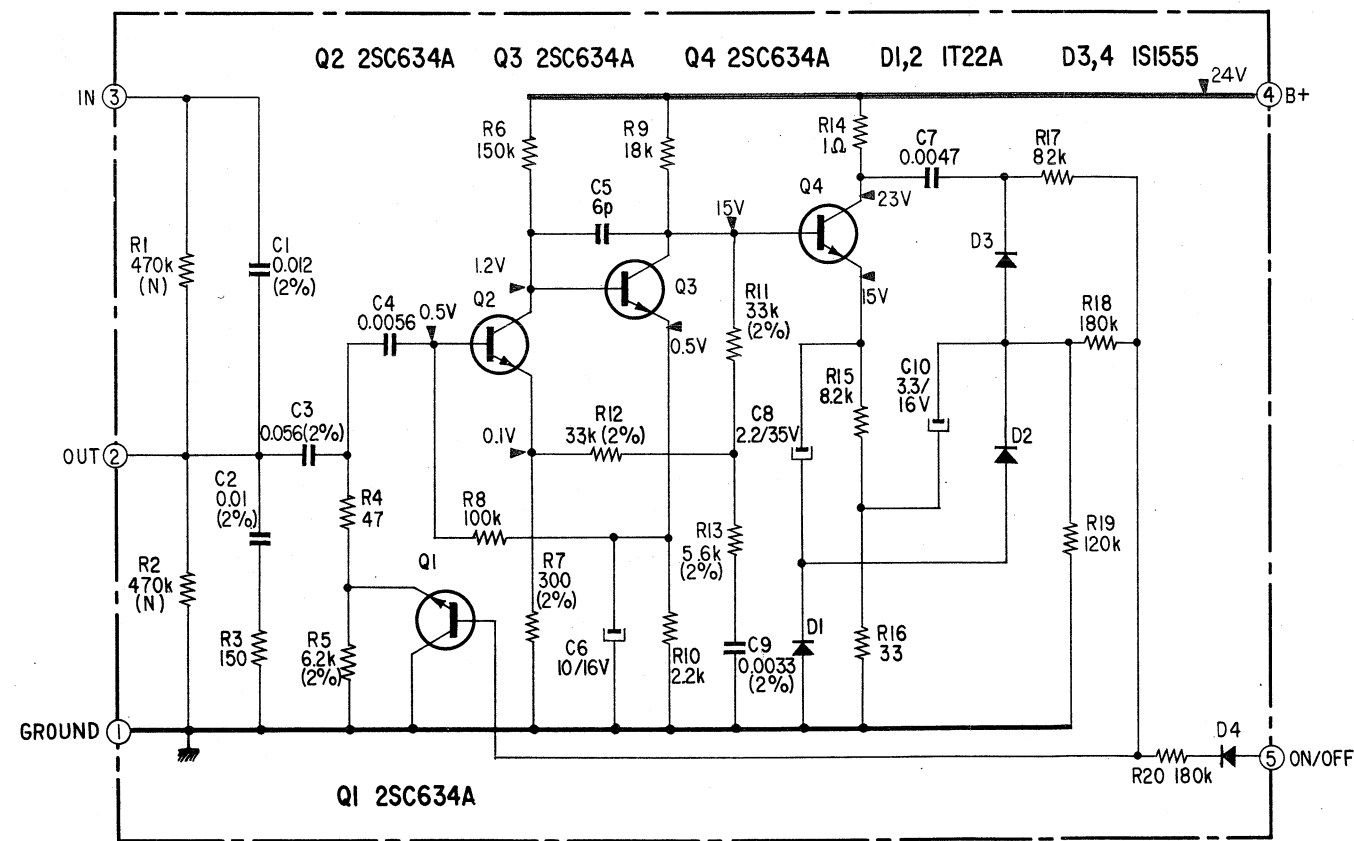 Q2 2SC634A Q3 2SC634A Q4 2SC634A D1,2 1T22A D3,4 1S1555
24V
IN 3
4 B+
R6
150k
R9
18k
R14
1Ω
C7
0.0047
R17
82k
C5
6p
15V
Q4
23V
R1
470k
(N)
C1
0.012
(2%)
D3
1.2V
Q2
Q3
15V
C4
0.0056
0.5V
R11
33k
(2%)
R18
180k
0.5V
R15
8.2k
C10
3.3/
16V
C3
0.056(2%)
R12
33k (2%)
C8
2.2/35V
0.1V
D2
OUT 2
C2
0.01
(2%)
R4
47
R8
100k
R13
5.6k
(2%)
R19
120k
R2
470k
(N)
Q1
R7
300
(2%)
R3
150
R5
6.2k
(2%)
C6
10/16V
R10
2.2k
C9
0.0033
(2%)
D1
R16
33
GROUND 1
D4
5 ON/OFF
R20 180k
Q1 2SC634A